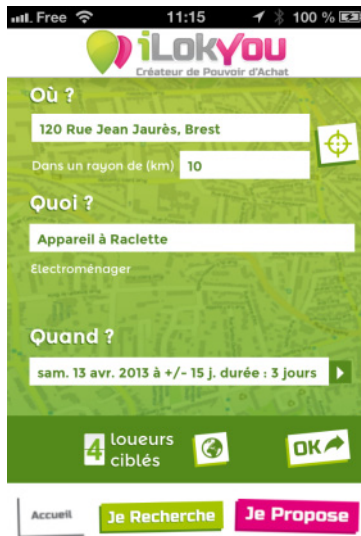 Free 11:15 100 %
iLokYou
Créateur de Pouvoir d'Achat
Où ?
120 Rue Jean Jaurès, Brest
Dans un rayon de (km) 10
Quoi ?
Appareil à Raclette
Electroménager
Quand ?
sam. 13 avr. 2013 à +/- 15 j. durée : 3 jours
4 loueurs
ciblés
OK
Accueil Je Recherche Je Propose